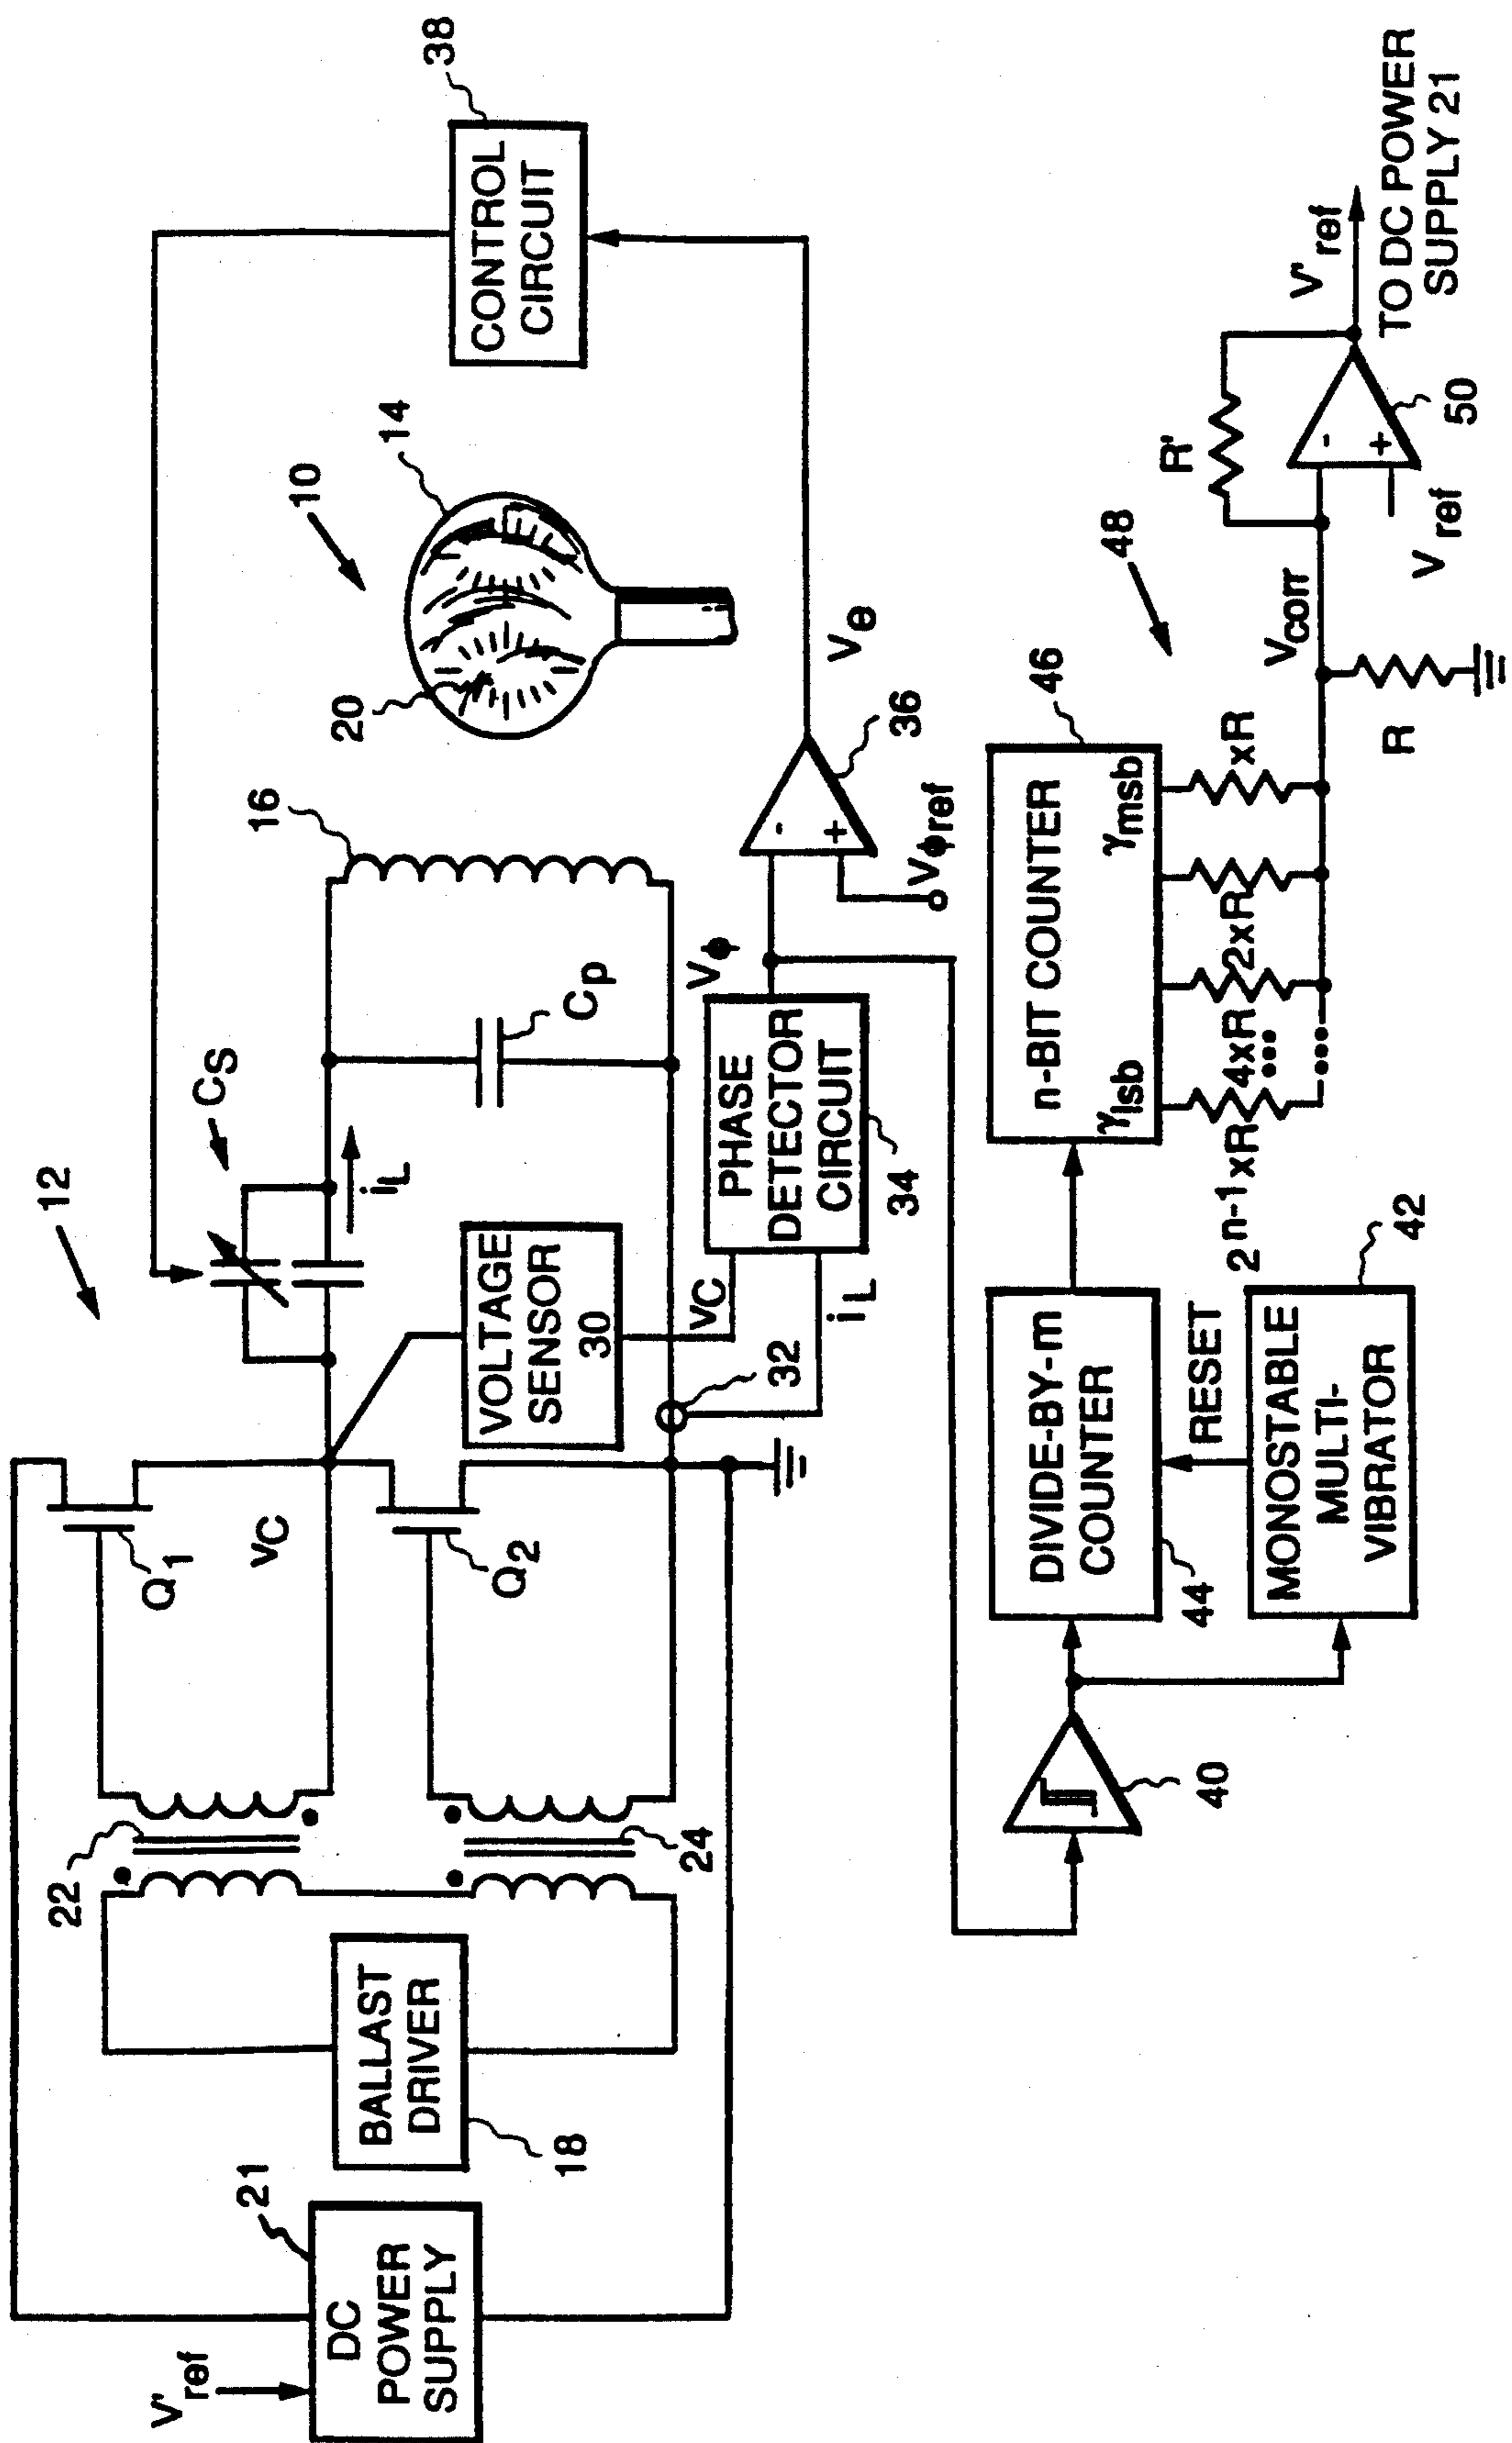 12
CS
iL
16
Cp
10
14
20
38
CONTROL
CIRCUIT
V'ref
21
DC
POWER
SUPPLY
BALLAST
DRIVER
18
22
24
Q1
vC
Q2
VOLTAGE
SENSOR
30
32
vC
iL
PHASE
DETECTOR
CIRCUIT
34
Vϕ
-
+
Vϕref
36
Ve
40
DIVIDE-BY-m
COUNTER
44
RESET
MONOSTABLE
MULTI-
VIBRATOR
42
n-BIT COUNTER
γlsb
γmsb
46
48
2n-1xR
4xR
2xR
xR
Vcorr
R
R'
-
+
Vref
50
V'ref
TO DC POWER
SUPPLY 21